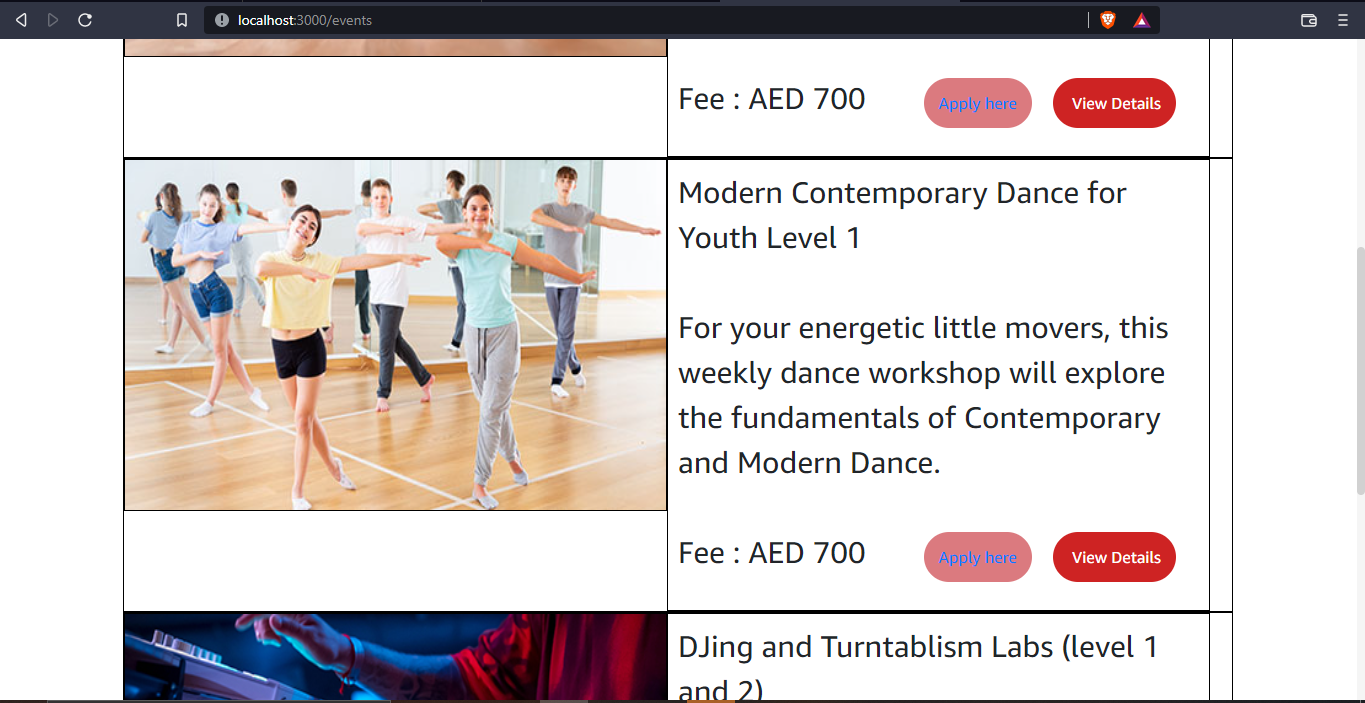 localhost:3000/events
Fee : AED 700
Apply here
View Details
Modern Contemporary Dance for
Youth Level 1
For your energetic little movers, this
weekly dance workshop will explore
the fundamentals of Contemporary
and Modern Dance.
Fee : AED 700
Apply here
View Details
DJing and Turntablism Labs (level 1
and 2)